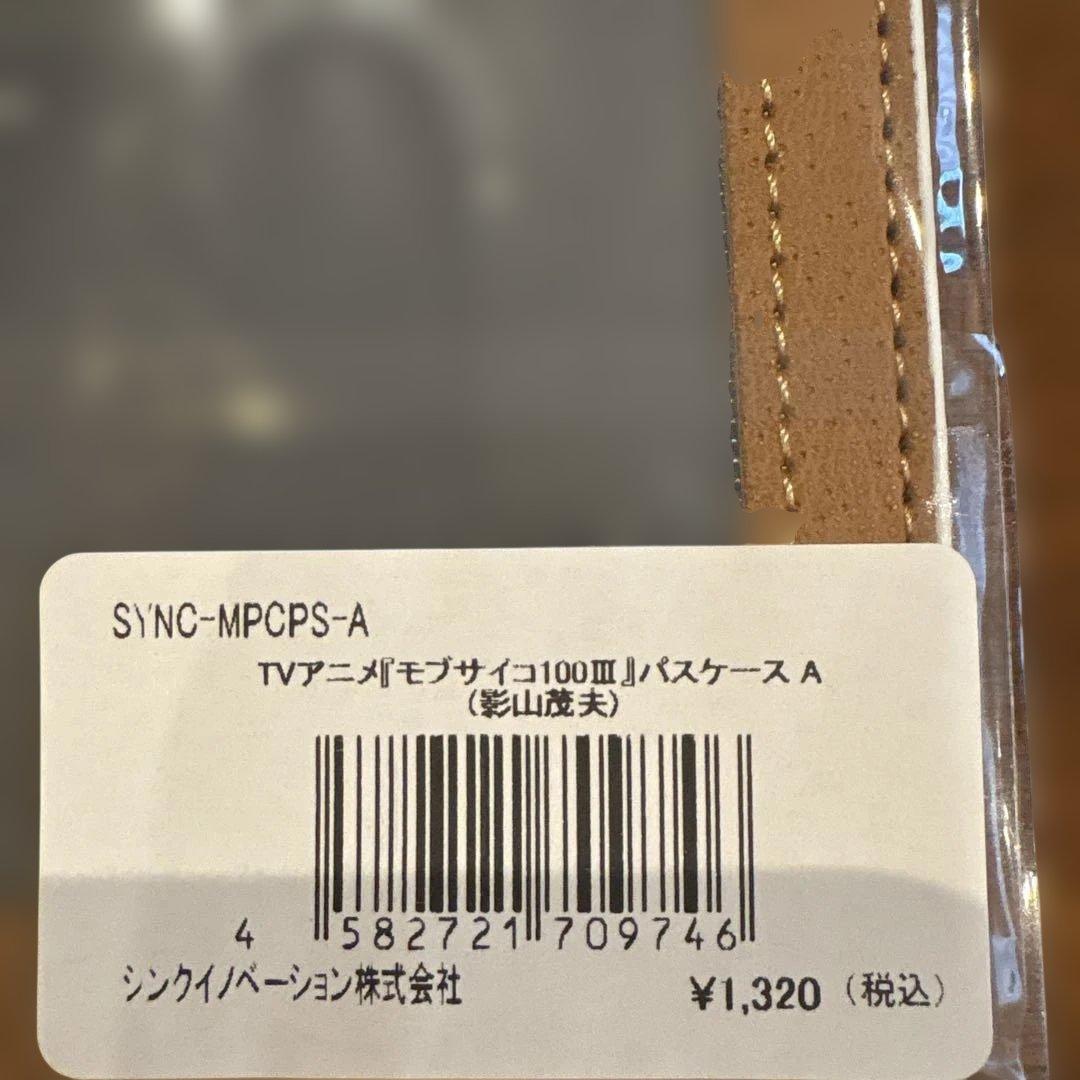 SYNC-MPCPS-A
TVアニメ『モブサイコ100Ⅲ』パスケース A
(影山茂夫)
4 582721 709746
シンクイノベーション株式会社
¥1,320 (税込)